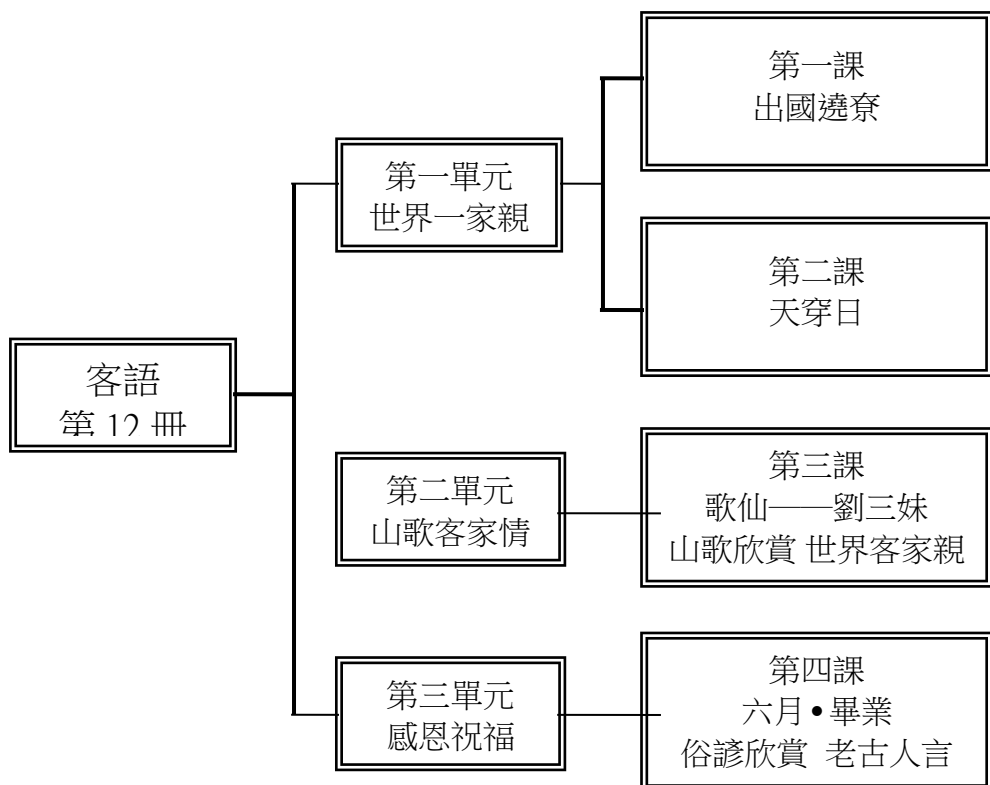 客語
第 12 冊
第一單元
世界一家親
第一課
出國遶尞
第二課
天穿日
第二單元
山歌客家情
第三課
歌仙——劉三妹
山歌欣賞 世界客家親
第三單元
感恩祝福
第四課
六月•畢業
俗諺欣賞 老古人言